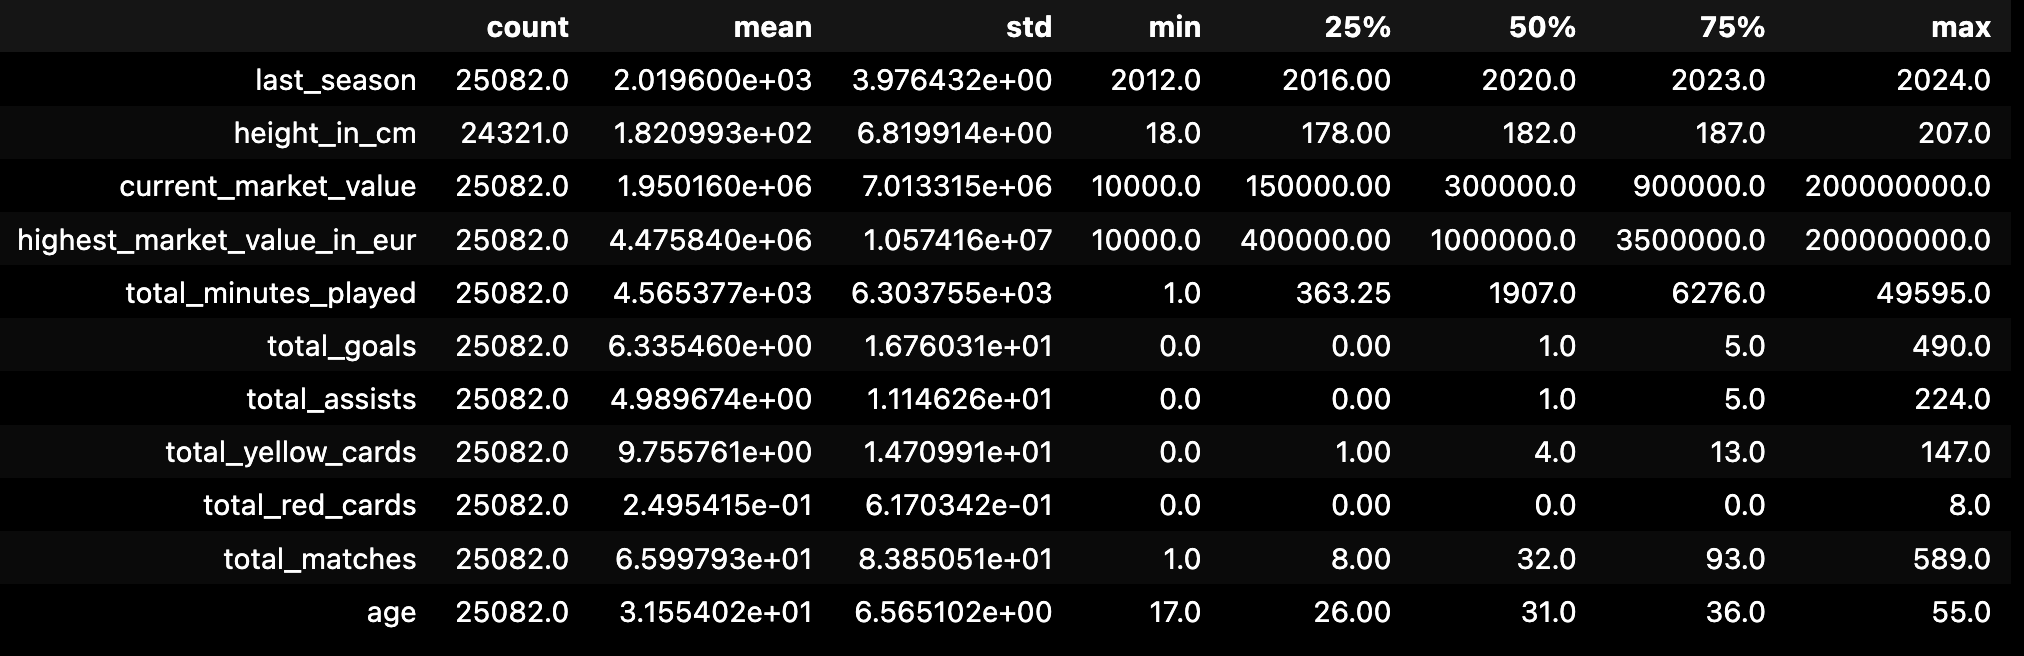 count mean std min 25% 50% 75% max
last_season 25082.0 2.019600e+03 3.976432e+00 2012.0 2016.00 2020.0 2023.0 2024.0
height_in_cm 24321.0 1.820993e+02 6.819914e+00 18.0 178.00 182.0 187.0 207.0
current_market_value 25082.0 1.950160e+06 7.013315e+06 10000.0 150000.00 300000.0 900000.0 200000000.0
highest_market_value_in_eur 25082.0 4.475840e+06 1.057416e+07 10000.0 400000.00 1000000.0 3500000.0 200000000.0
total_minutes_played 25082.0 4.565377e+03 6.303755e+03 1.0 363.25 1907.0 6276.0 49595.0
total_goals 25082.0 6.335460e+00 1.676031e+01 0.0 0.00 1.0 5.0 490.0
total_assists 25082.0 4.989674e+00 1.114626e+01 0.0 0.00 1.0 5.0 224.0
total_yellow_cards 25082.0 9.755761e+00 1.470991e+01 0.0 1.00 4.0 13.0 147.0
total_red_cards 25082.0 2.495415e-01 6.170342e-01 0.0 0.00 0.0 0.0 8.0
total_matches 25082.0 6.599793e+01 8.385051e+01 1.0 8.00 32.0 93.0 589.0
age 25082.0 3.155402e+01 6.565102e+00 17.0 26.00 31.0 36.0 55.0